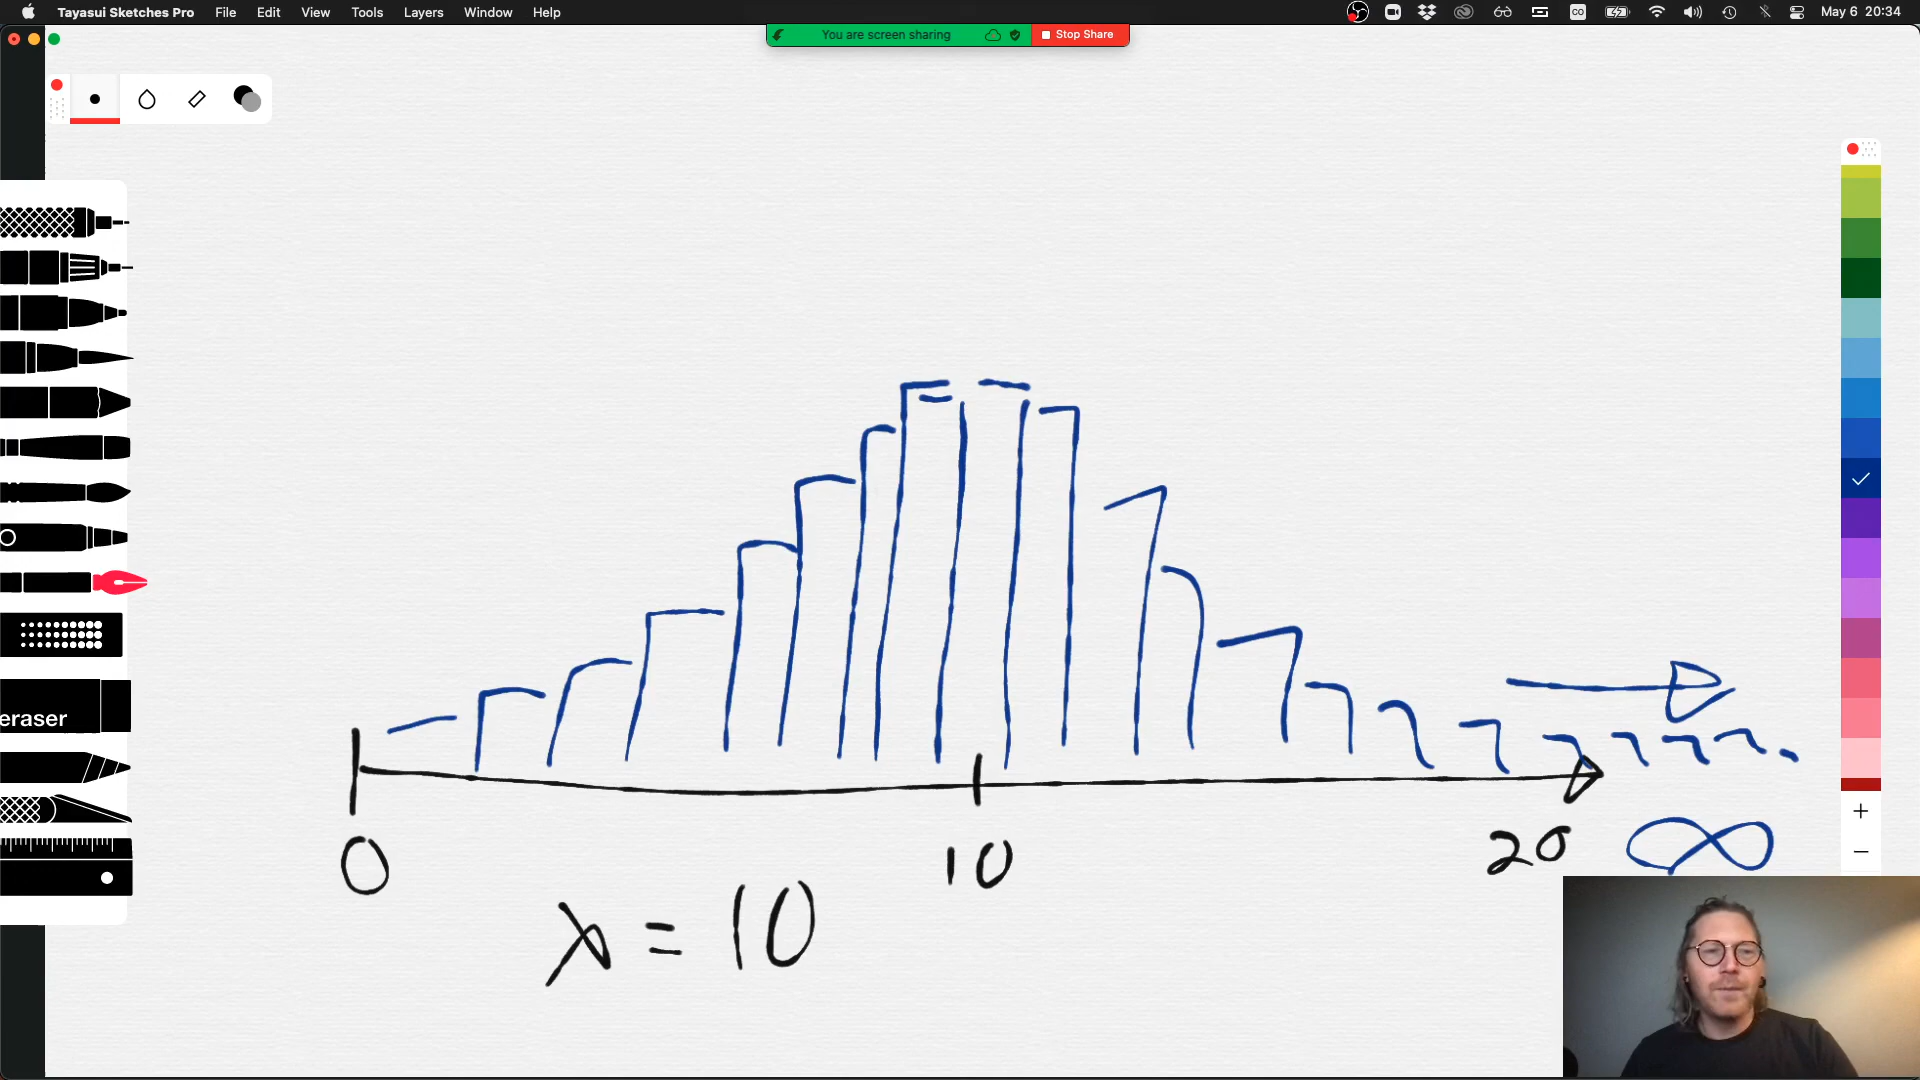 Tayasui Sketches Pro File Edit View Tools Layers Window Help May 6 20:34
You are screen sharing Stop Share
eraser
0 10 20 ∞
λ = 10